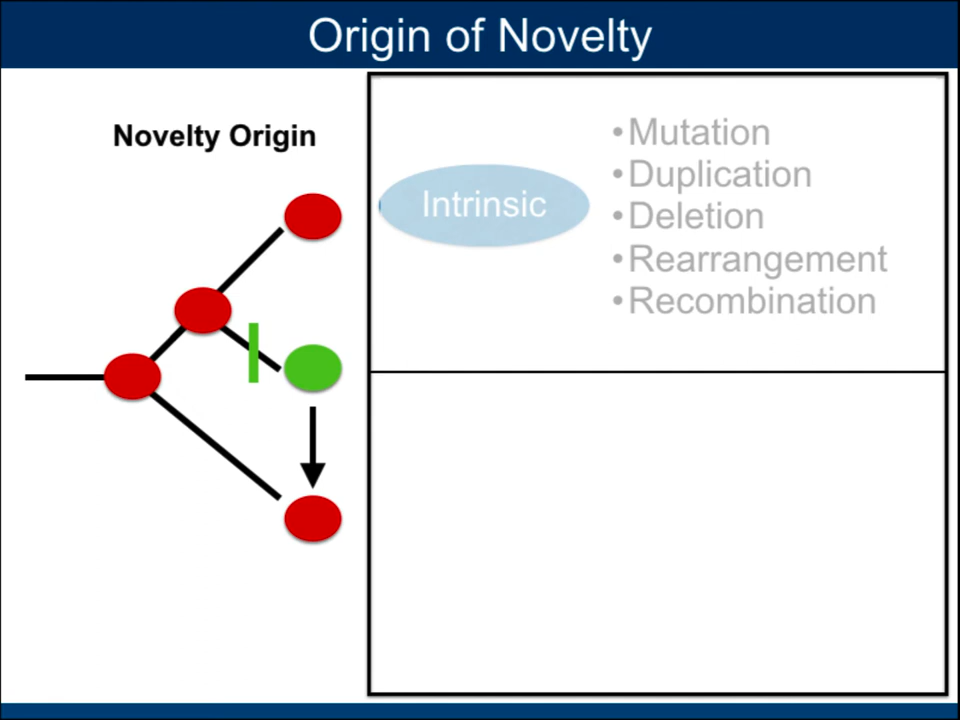 Origin of Novelty
Novelty Origin
Intrinsic
•Mutation
•Duplication
•Deletion
•Rearrangement
•Recombination